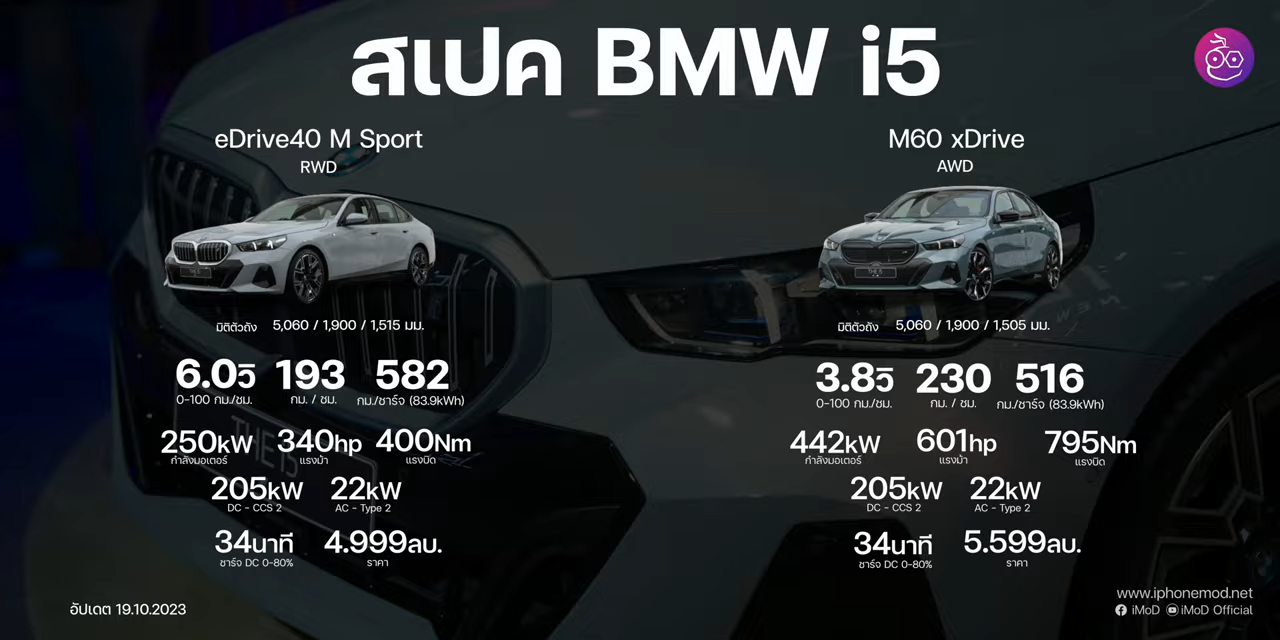 สเปค BMW i5
eDrive40 M Sport
RWD
THE i5
มิติตัวถัง 5,060 / 1,900 / 1,515 มม.
6.0วิ 193 582
0-100 กม./ชม. กม. / ชม. กม./ชาร์จ (83.9kWh)
250kW 340hp 400Nm
กำลังมอเตอร์ แรงม้า แรงบิด
205kW 22kW
DC - CCS 2 AC - Type 2
34นาที 4.999ลบ.
ชาร์จ DC 0-80% ราคา
M60 xDrive
AWD
THE i5
มิติตัวถัง 5,060 / 1,900 / 1,505 มม.
3.8วิ 230 516
0-100 กม./ชม. กม. / ชม. กม./ชาร์จ (83.9kWh)
442kW 601hp 795Nm
กำลังมอเตอร์ แรงม้า แรงบิด
205kW 22kW
DC - CCS 2 AC - Type 2
34นาที 5.599ลบ.
ชาร์จ DC 0-80% ราคา
THE i5
อัปเดต 19.10.2023
www.iphonemod.net
iMoD iMoD Official